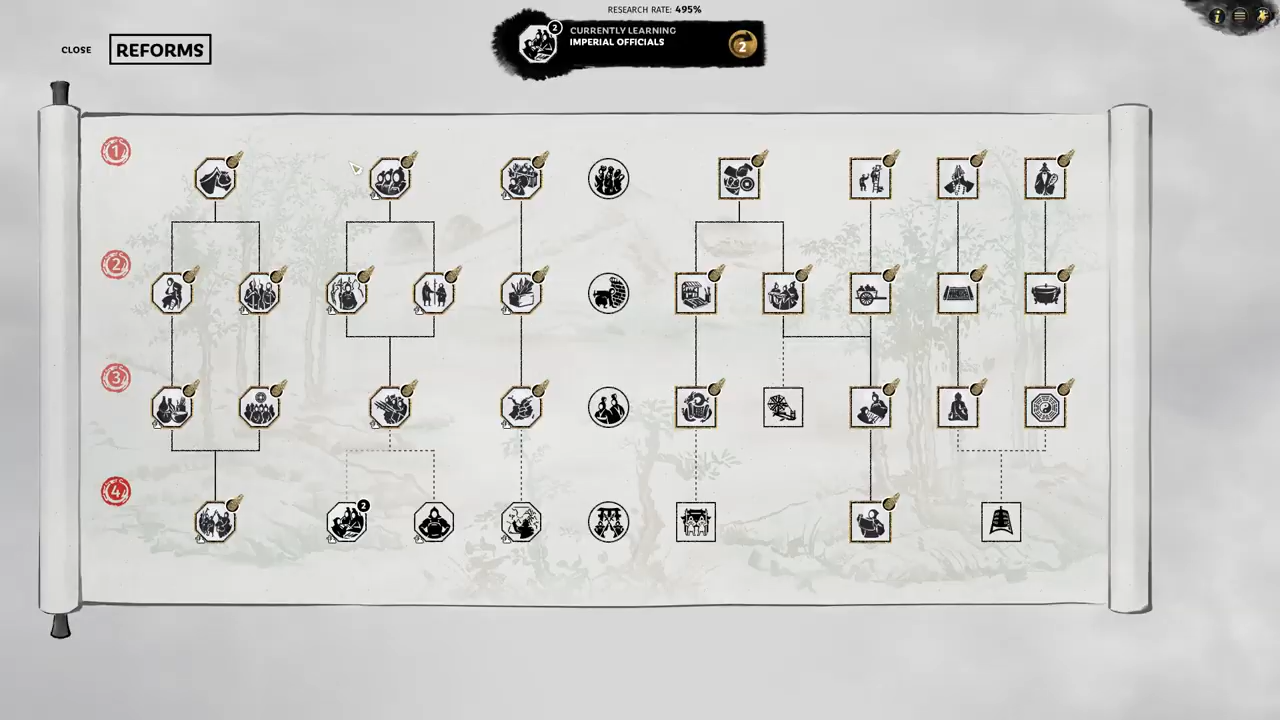 RESEARCH RATE: 495%
2
CURRENTLY LEARNING
IMPERIAL OFFICIALS
2
CLOSE
REFORMS
1
2
3
4
2